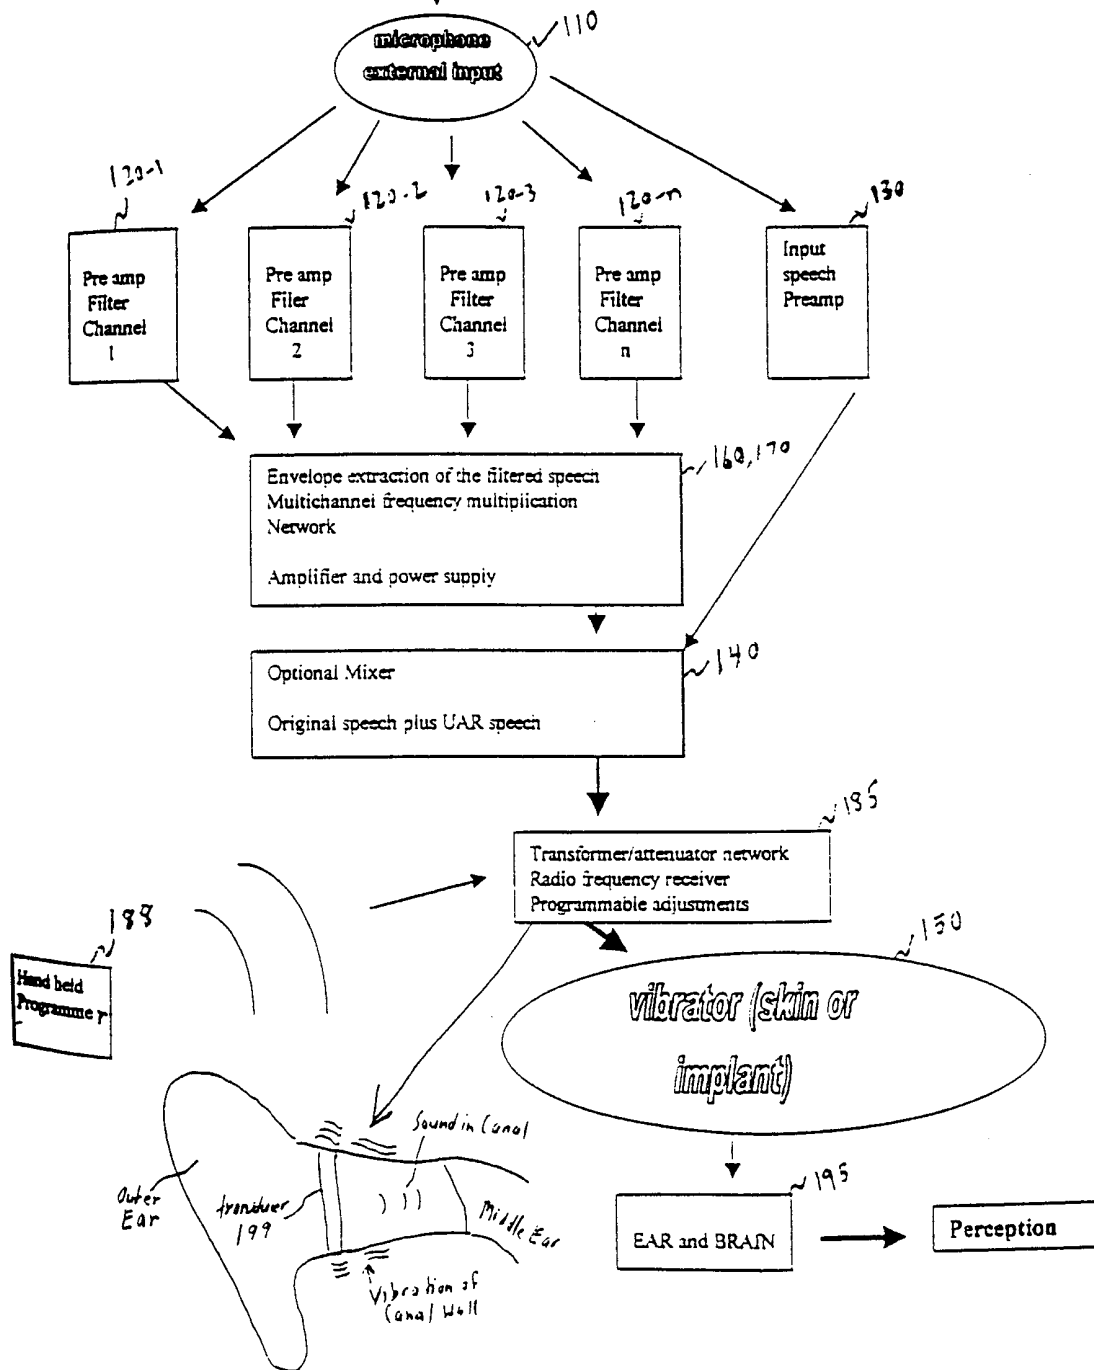 110
microphone
external input
120-1
120-2
120-3
120-n
130
Pre amp
Filter
Channel
1
Pre amp
Filer
Channel
2
Pre amp
Filter
Channel
3
Pre amp
Filter
Channel
n
Input
speech
Preamp
160,170
Envelope extraction of the filtered speech
Multichannel frequency multiplication
Network
Amplifier and power supply
140
Optional Mixer
Original speech plus UAR speech
185
Transformer/attenuator network
Radio frequency receiver
Programmable adjustments
188
Hand held
Programmer
150
vibrator (skin or
implant)
Sound in Canal
Outer
Ear
transducer
199
Middle Ear
Vibration of
Canal Wall
195
EAR and BRAIN
Perception